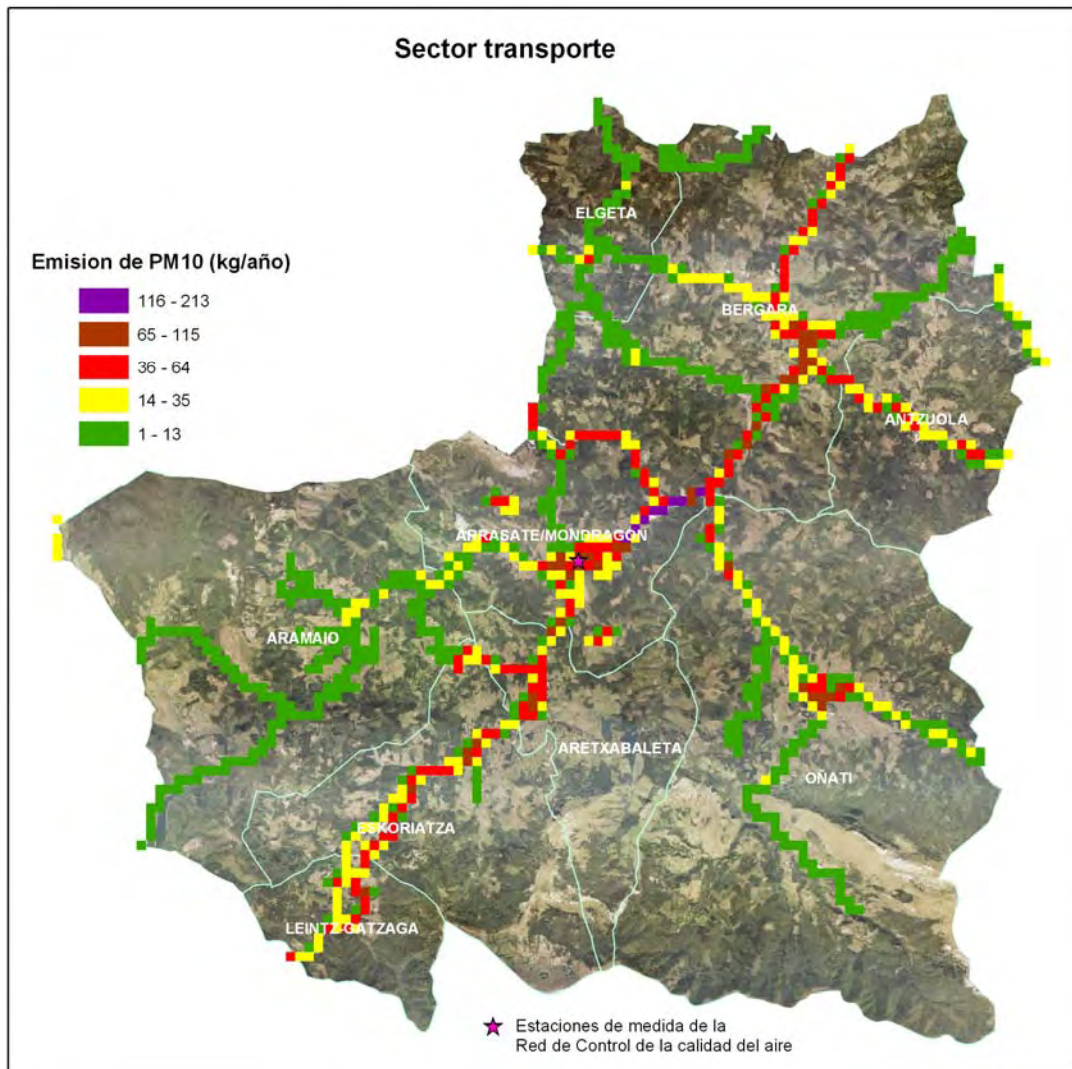 Sector transporte
ELGETA
Emision de PM10 (kg/año)
116 - 213
65 - 115
36 - 64
14 - 35
1 - 13
BERGARA
ANTZUOLA
ARRASATE/MONDRAGÓN
ARAMAIO
ARETXABALETA
OÑATI
ESKORIATZA
LEINTZ-GATZAGA
Estaciones de medida de la
Red de Control de la calidad del aire